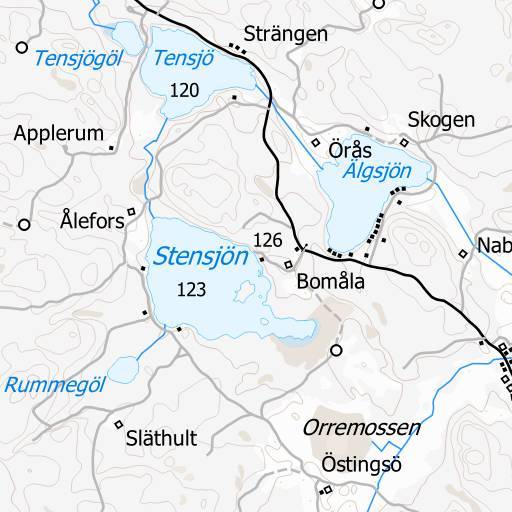 Strängen
Tensjögöl
Tensjö
120
Skogen
Applerum
Örås
Älgsjön
Ålefors
126
Nab
Stensjön
Bomåla
123
Rummegöl
Orremossen
Släthult
Östingsö